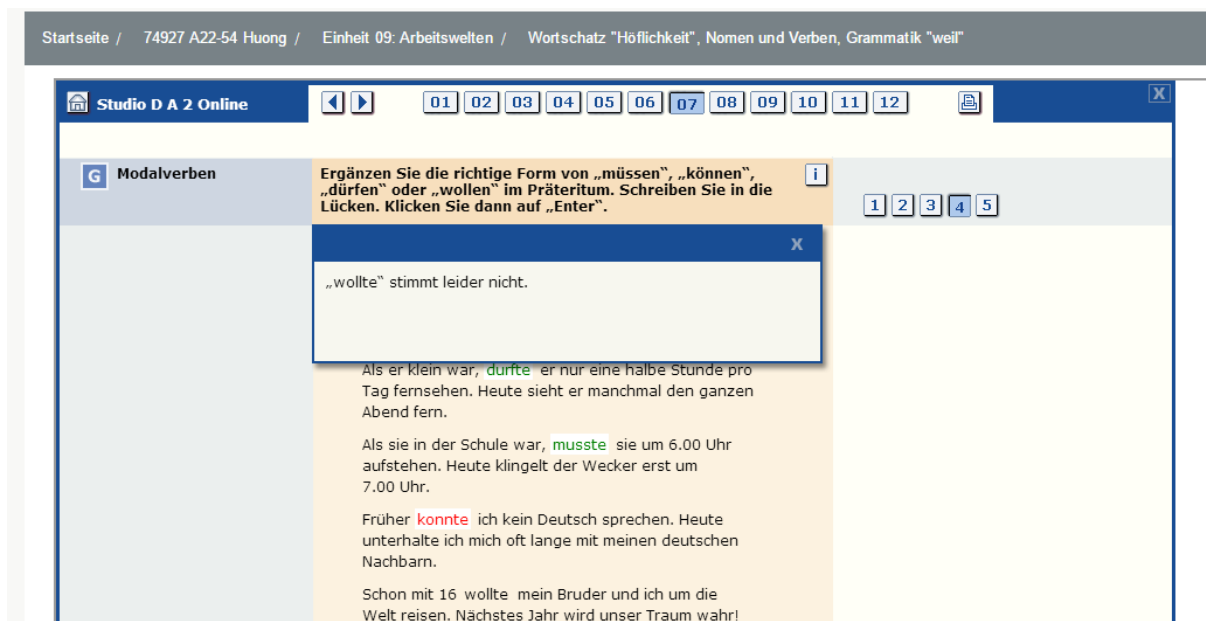 Startseite / 74927 A22-54 Huong / Einheit 09: Arbeitswelten / Wortschatz "Höflichkeit", Nomen und Verben, Grammatik "weil"
Studio D A 2 Online 01 02 03 04 05 06 07 08 09 10 11 12 X
G Modalverben
Ergänzen Sie die richtige Form von „müssen“, „können“, i
„dürfen“ oder „wollen“ im Präteritum. Schreiben Sie in die
Lücken. Klicken Sie dann auf „Enter“.
1 2 3 4 5
X
„wollte“ stimmt leider nicht.
Als er klein war, durfte er nur eine halbe Stunde pro
Tag fernsehen. Heute sieht er manchmal den ganzen
Abend fern.
Als sie in der Schule war, musste sie um 6.00 Uhr
aufstehen. Heute klingelt der Wecker erst um
7.00 Uhr.
Früher konnte ich kein Deutsch sprechen. Heute
unterhalte ich mich oft lange mit meinen deutschen
Nachbarn.
Schon mit 16 wollte mein Bruder und ich um die
Welt reisen. Nächstes Jahr wird unser Traum wahr!